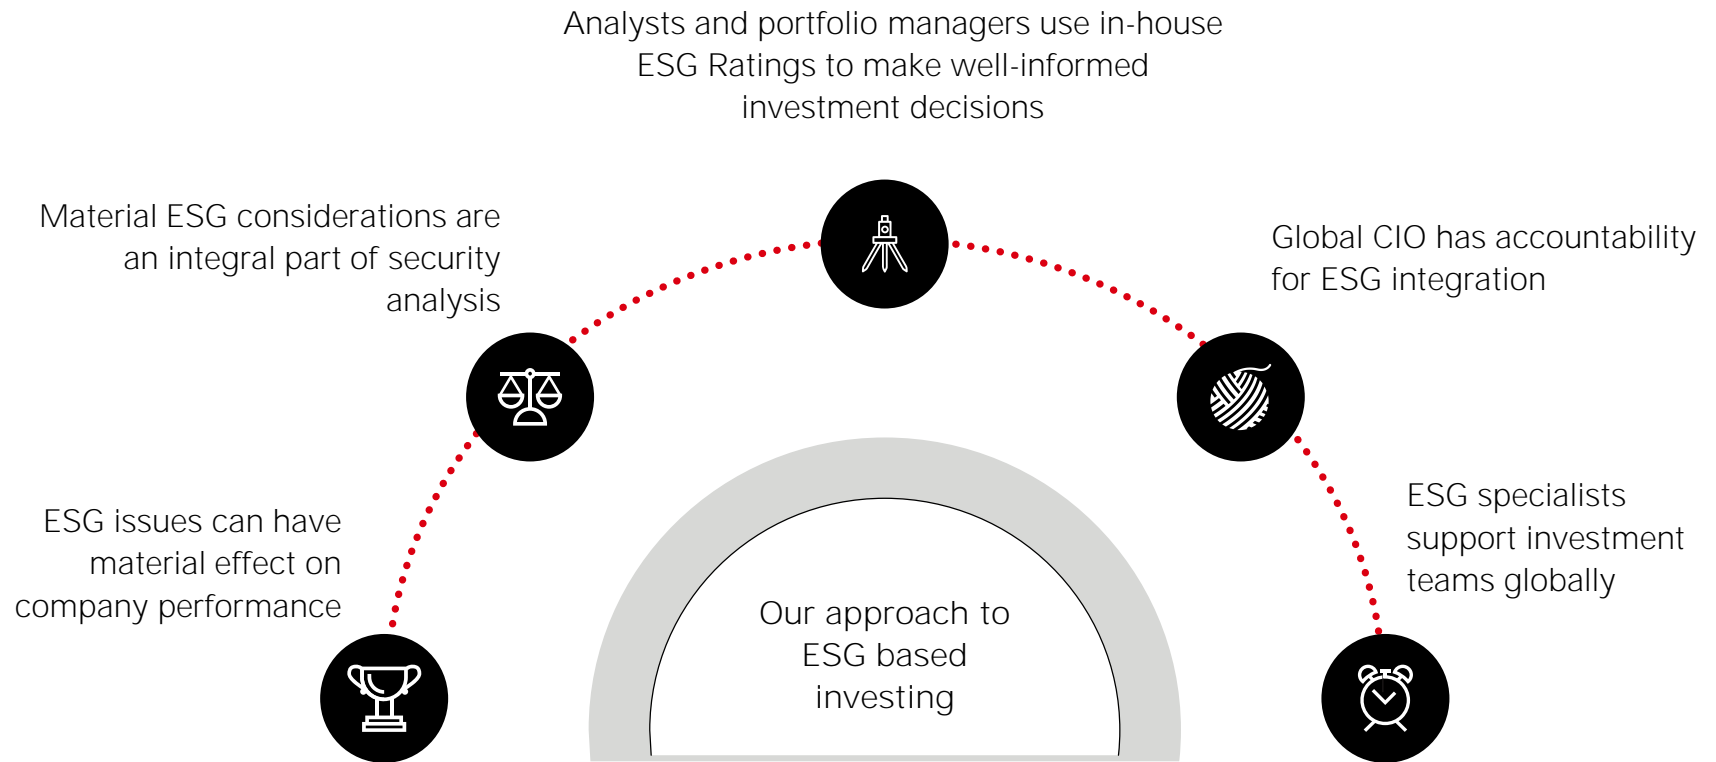 Analysts and portfolio managers use in-house
ESG Ratings to make well-informed
investment decisions
Material ESG considerations are
an integral part of security
analysis
Global CIO has accountability
for ESG integration
ESG issues can have
material effect on
company performance
ESG specialists
support investment
teams globally
Our approach to
ESG based
investing